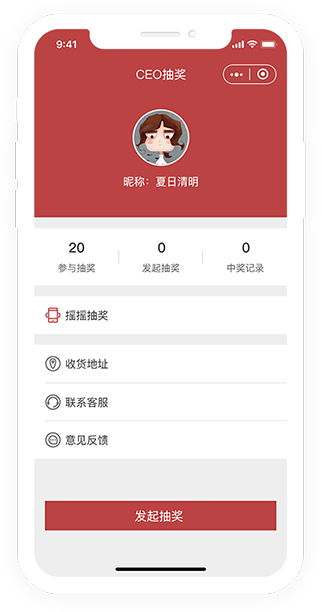 9:41
CEO抽奖
昵称：夏日清明
20 0 0
参与抽奖 发起抽奖 中奖记录
摇摇抽奖
收货地址
联系客服
意见反馈
发起抽奖